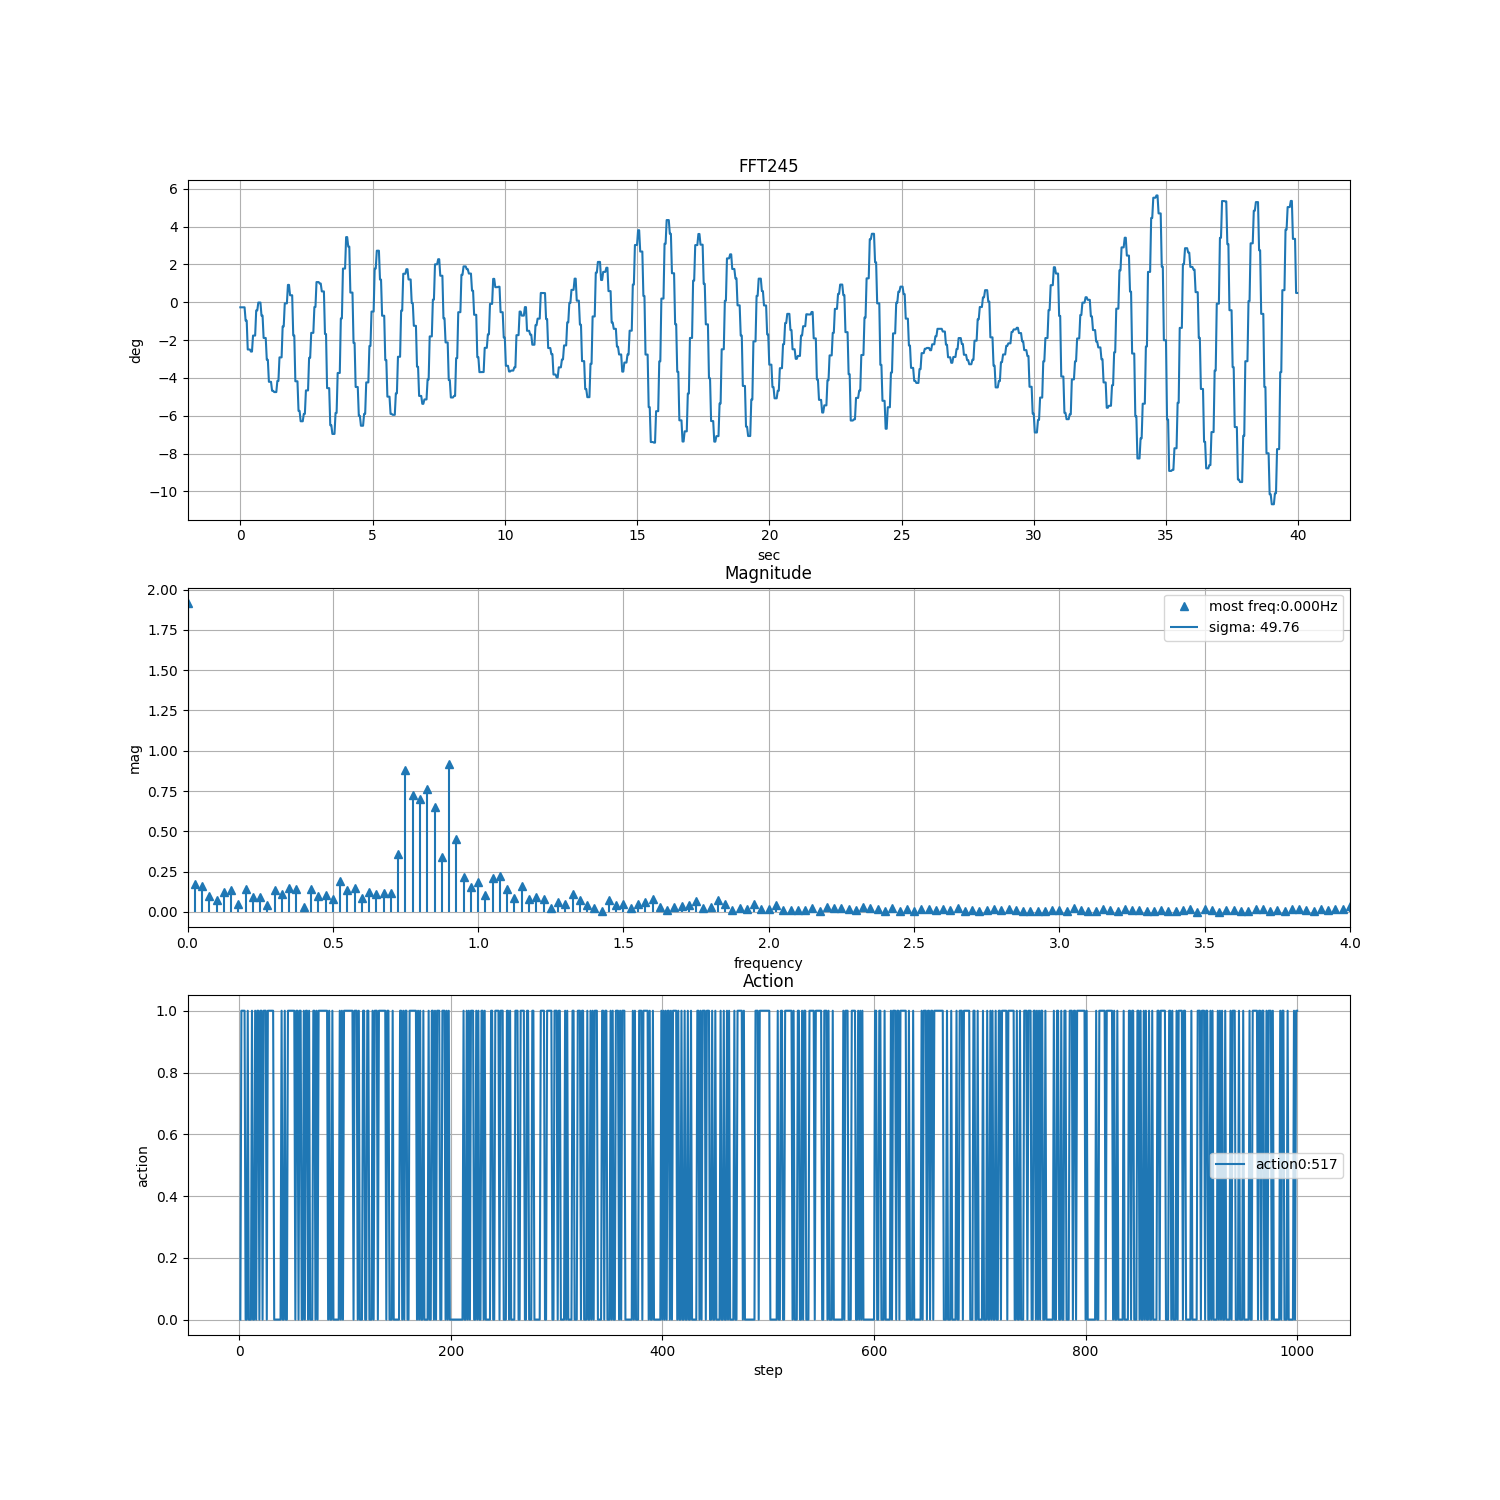 FFT245
6
4
2
0
−2
−4
−6
−8
−10
deg
0 5 10 15 20 25 30 35 40
sec
Magnitude
2.00
1.75
1.50
1.25
1.00
0.75
0.50
0.25
0.00
mag
most freq:0.000Hz
sigma: 49.76
0.0 0.5 1.0 1.5 2.0 2.5 3.0 3.5 4.0
frequency
Action
1.0
0.8
0.6
0.4
0.2
0.0
action
action0:517
0 200 400 600 800 1000
step